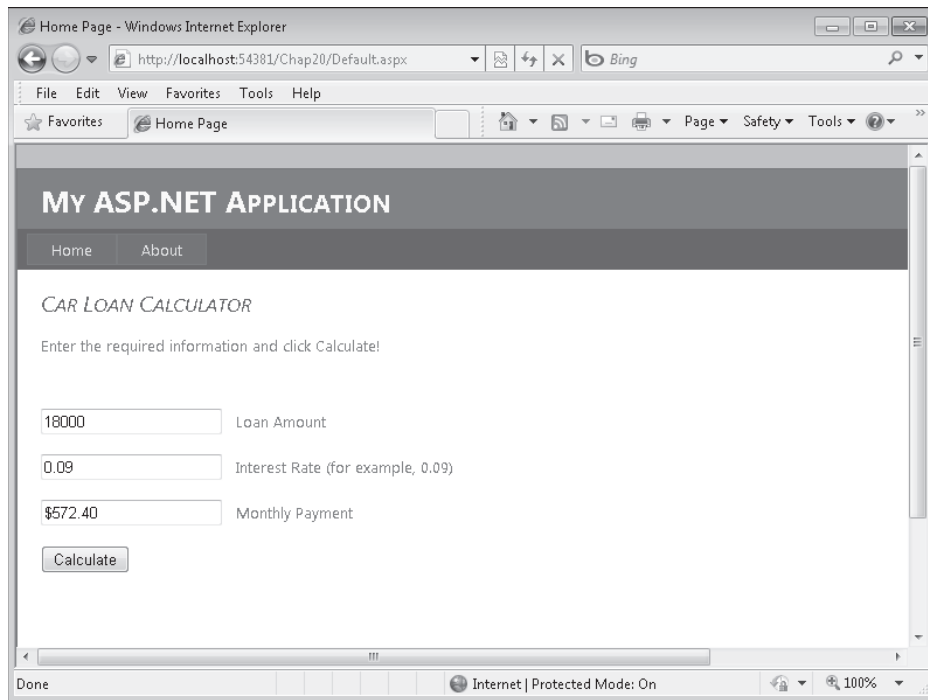 Home Page - Windows Internet Explorer
http://localhost:54381/Chap20/Default.aspx
Bing
File Edit View Favorites Tools Help
Favorites Home Page Page Safety Tools »
MY ASP.NET APPLICATION
Home About
CAR LOAN CALCULATOR
Enter the required information and click Calculate!
18000 Loan Amount
0.09 Interest Rate (for example, 0.09)
$572.40 Monthly Payment
Calculate
Done Internet | Protected Mode: On 100%